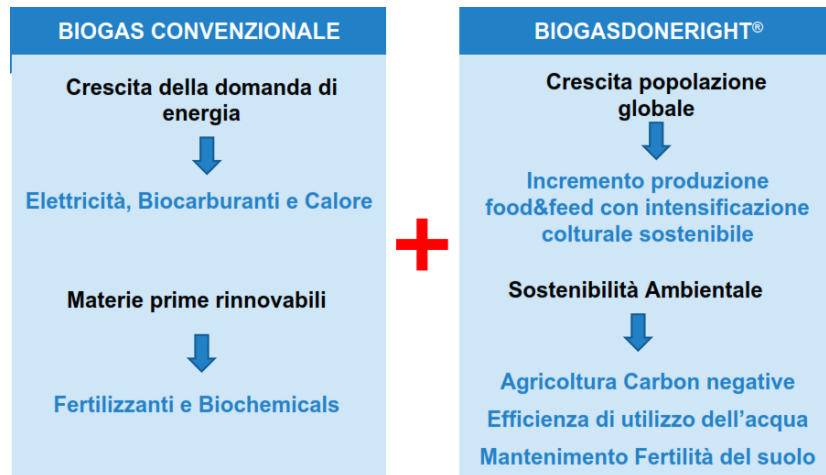 BIOGAS CONVENZIONALE
Crescita della domanda di
energia
Elettricità, Biocarburanti e Calore
Materie prime rinnovabili
Fertilizzanti e Biochemicals
+
BIOGASDONERIGHT®
Crescita popolazione
globale
Incremento produzione
food&feed con intensificazione
colturale sostenibile
Sostenibilità Ambientale
Agricoltura Carbon negative
Efficienza di utilizzo dell'acqua
Mantenimento Fertilità del suolo